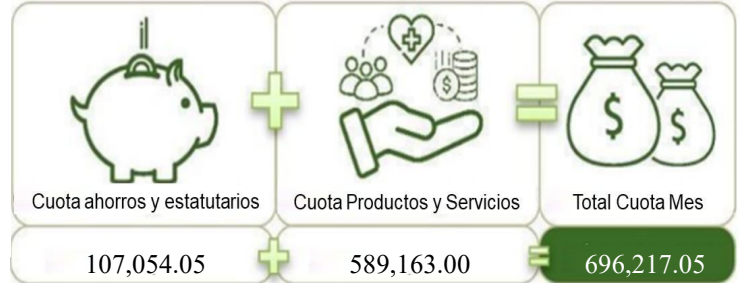 Cuota ahorros y estatutarios
Cuota Productos y Servicios
Total Cuota Mes
107,054.05 + 589,163.00 = 696,217.05